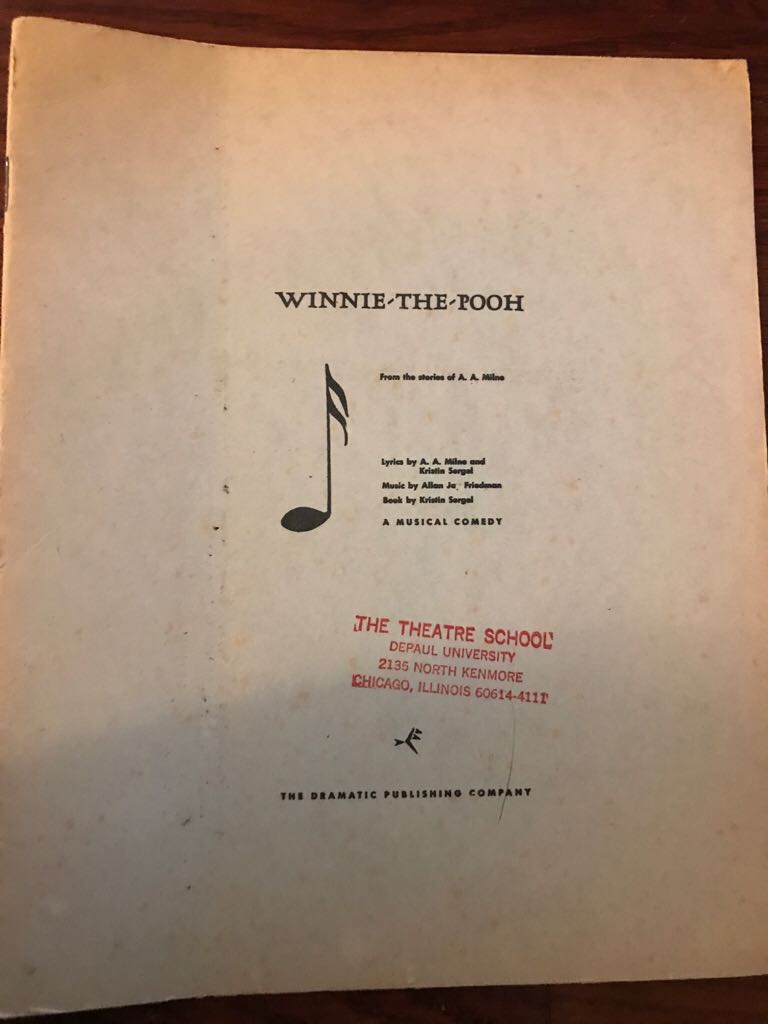 WINNIE-THE-POOH
From the stories of A. A. Milne
Lyrics by A. A. Milne and
Kristin Sergel
Music by Allan Jay Friedman
Book by Kristin Sergel
A MUSICAL COMEDY
THE THEATRE SCHOOL
DEPAUL UNIVERSITY
2135 NORTH KENMORE
CHICAGO, ILLINOIS 60614-4111
THE DRAMATIC PUBLISHING COMPANY